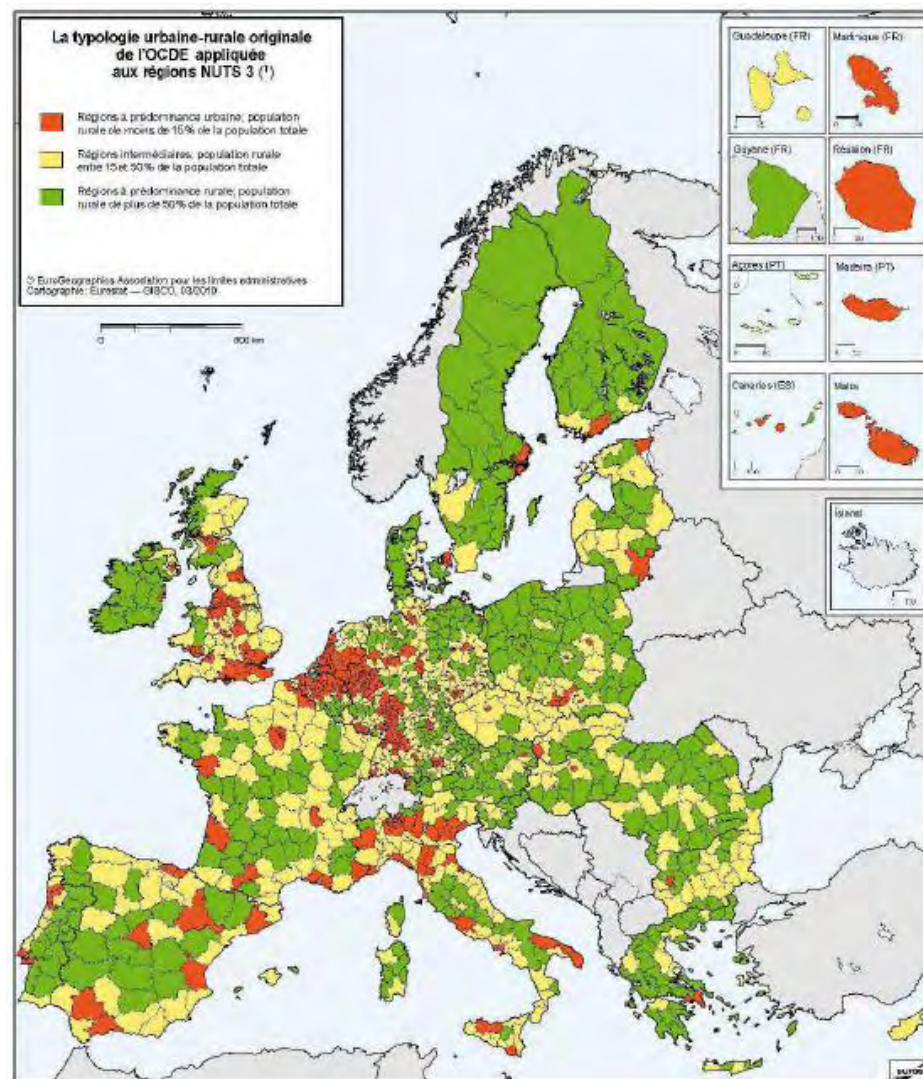 La typologie urbaine-rurale originale
de l'OCDE appliquée
aux régions NUTS 3 (¹)
Régions à prédominance urbaine; population
rurale de moins de 15% de la population totale
Régions intermédiaires; population rurale
entre 15 et 50% de la population totale
Régions à prédominance rurale; population
rurale de plus de 50% de la population totale
© EuroGeographics Association pour les limites administratives
Cartographie: Eurostat — GISCO, 03/2010
0 600 km
Guadeloupe (FR)
Martinique (FR)
Guyane (FR)
Réunion (FR)
Açores (PT)
Madeira (PT)
Canarias (ES)
Malta
Ísland